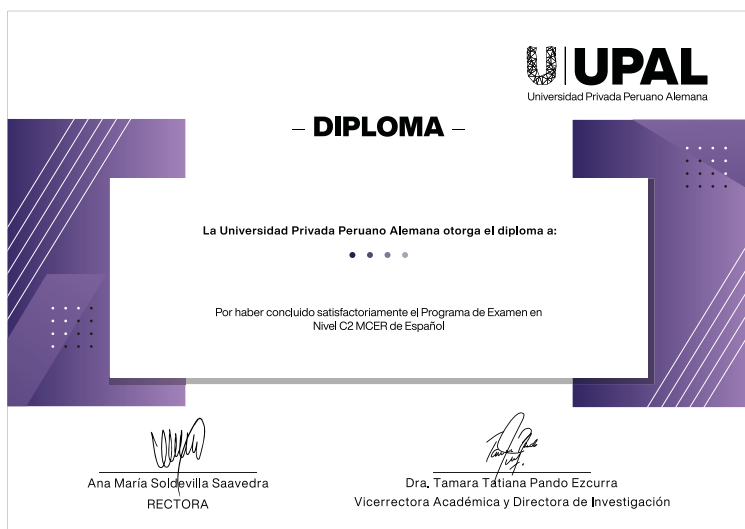 UPAL
Universidad Privada Peruano Alemana
– DIPLOMA –
La Universidad Privada Peruano Alemana otorga el diploma a:
Por haber concluido satisfactoriamente el Programa de Examen en
Nivel C2 MCER de Español
Ana María Soldevilla Saavedra
RECTORA
Dra. Tamara Tatiana Pando Ezcurra
Vicerrectora Académica y Directora de Investigación